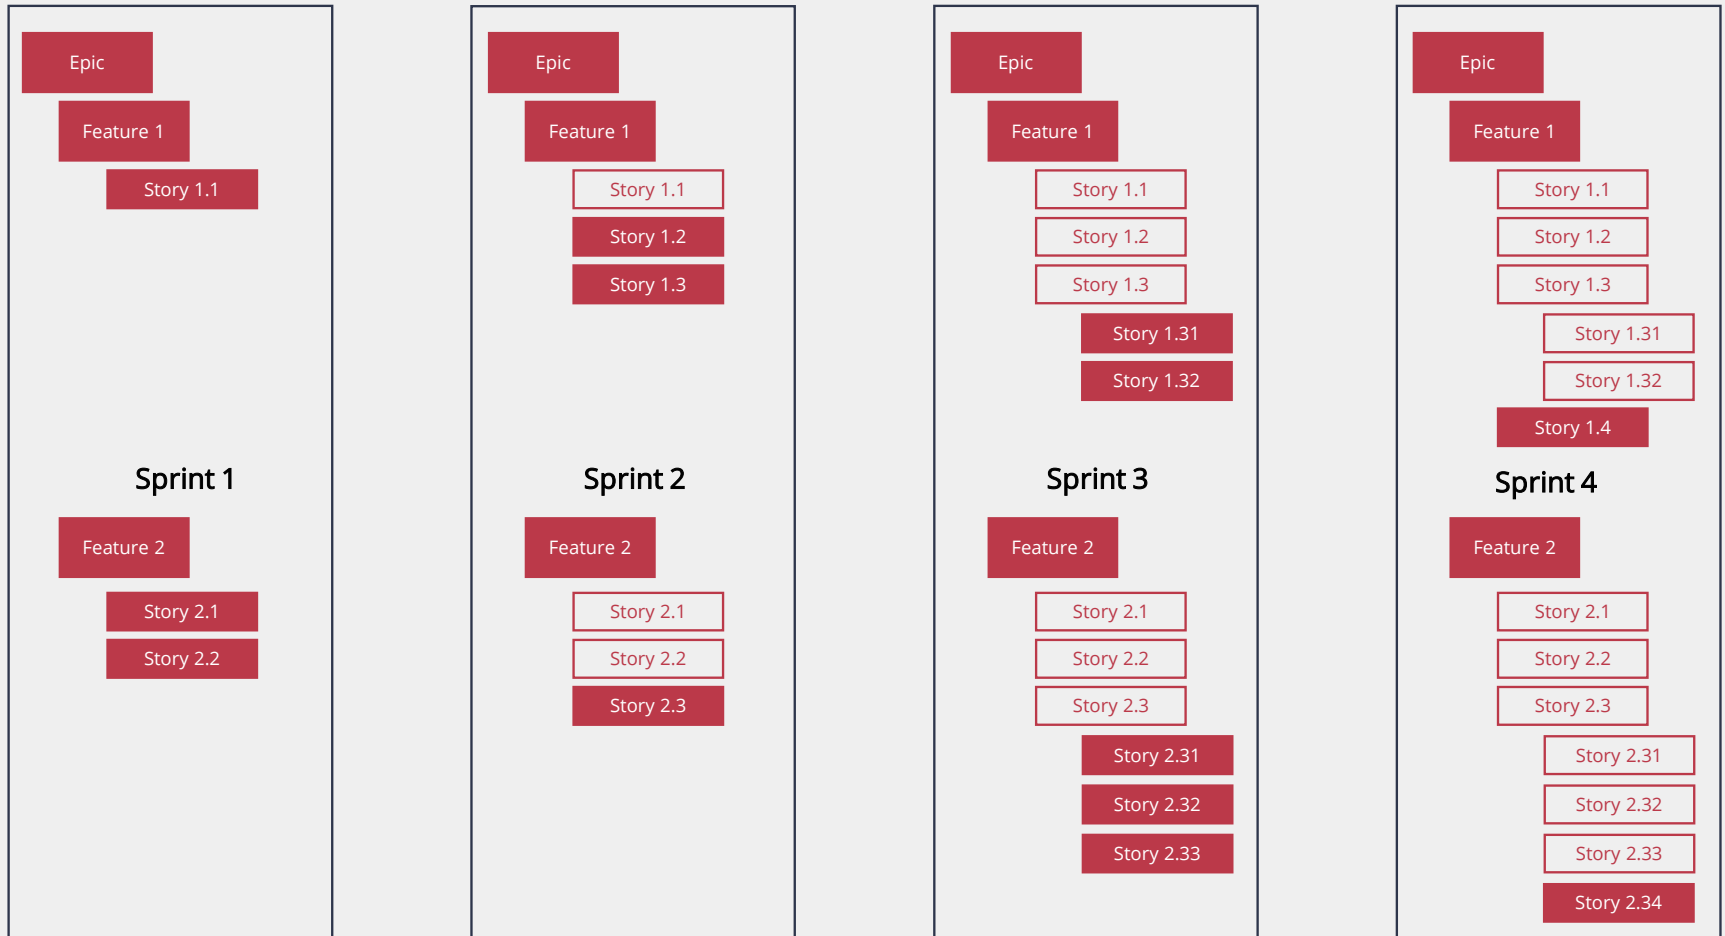 Epic
Feature 1
Story 1.1
Sprint 1
Feature 2
Story 2.1
Story 2.2
Epic
Feature 1
Story 1.1
Story 1.2
Story 1.3
Sprint 2
Feature 2
Story 2.1
Story 2.2
Story 2.3
Epic
Feature 1
Story 1.1
Story 1.2
Story 1.3
Story 1.31
Story 1.32
Sprint 3
Feature 2
Story 2.1
Story 2.2
Story 2.3
Story 2.31
Story 2.32
Story 2.33
Epic
Feature 1
Story 1.1
Story 1.2
Story 1.3
Story 1.31
Story 1.32
Story 1.4
Sprint 4
Feature 2
Story 2.1
Story 2.2
Story 2.3
Story 2.31
Story 2.32
Story 2.33
Story 2.34